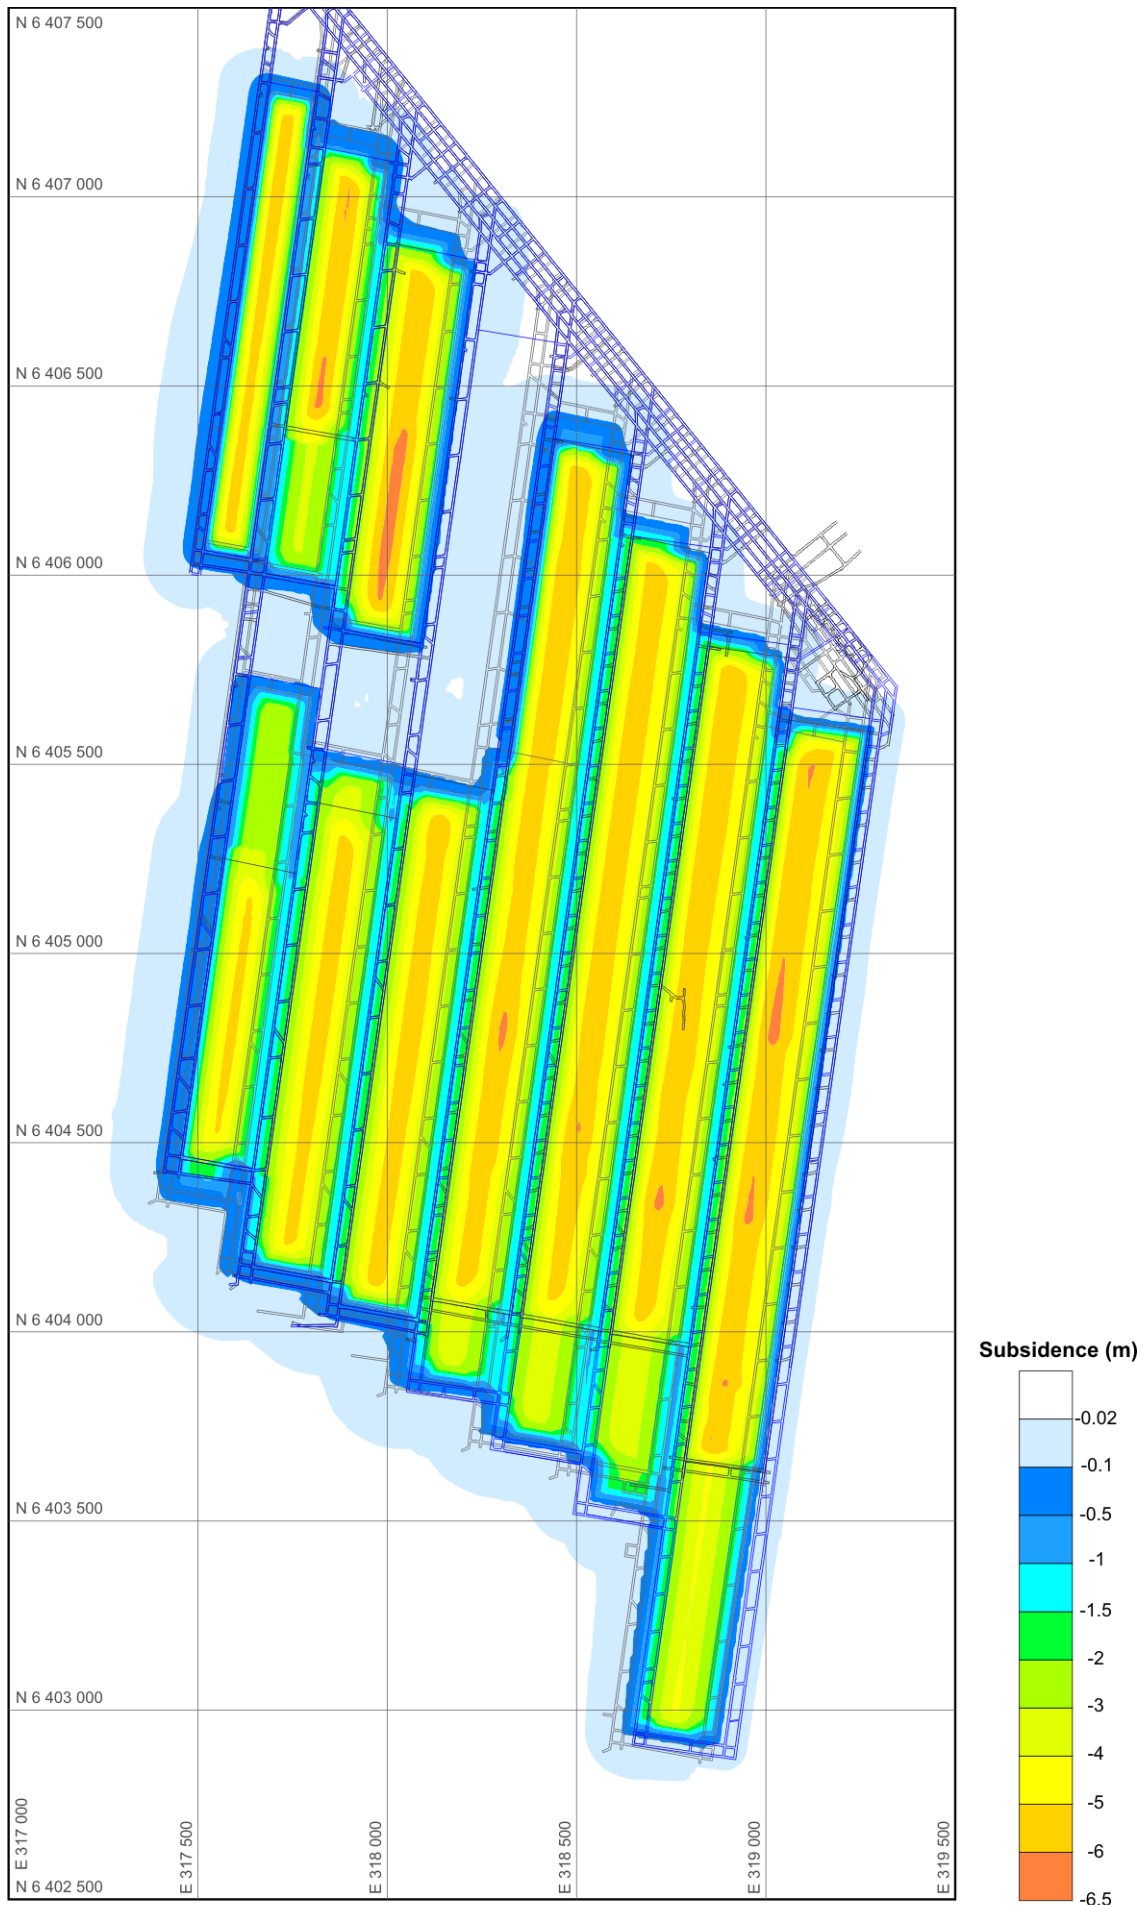 N 6 407 500
N 6 407 000
N 6 406 500
N 6 406 000
N 6 405 500
N 6 405 000
N 6 404 500
N 6 404 000
N 6 403 500
N 6 403 000
N 6 402 500
E 317 000
E 317 500
E 318 000
E 318 500
E 319 000
E 319 500
Subsidence (m)
-0.02
-0.1
-0.5
-1
-1.5
-2
-3
-4
-5
-6
-6.5